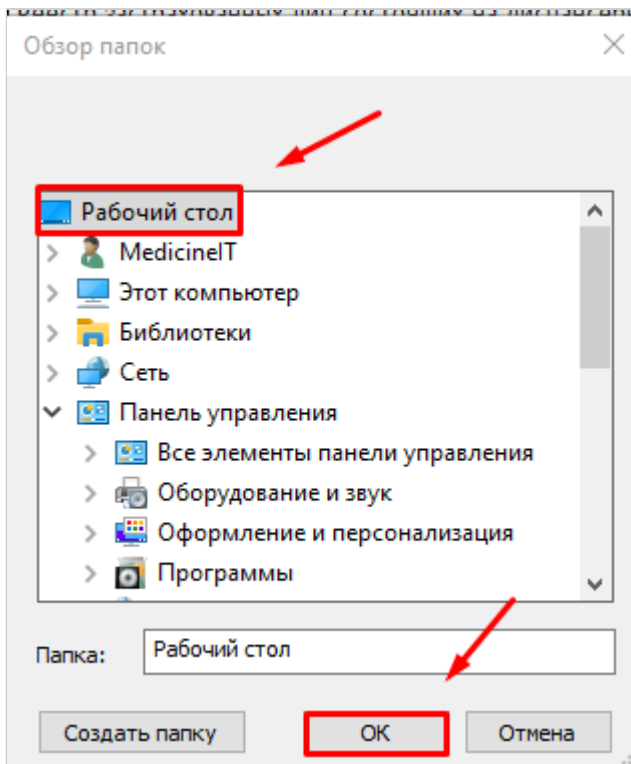 Обзор папок
Рабочий стол
MedicineIT
Этот компьютер
Библиотеки
Сеть
Панель управления
Все элементы панели управления
Оборудование и звук
Оформление и персонализация
Программы
Папка: Рабочий стол
Создать папку ОК Отмена